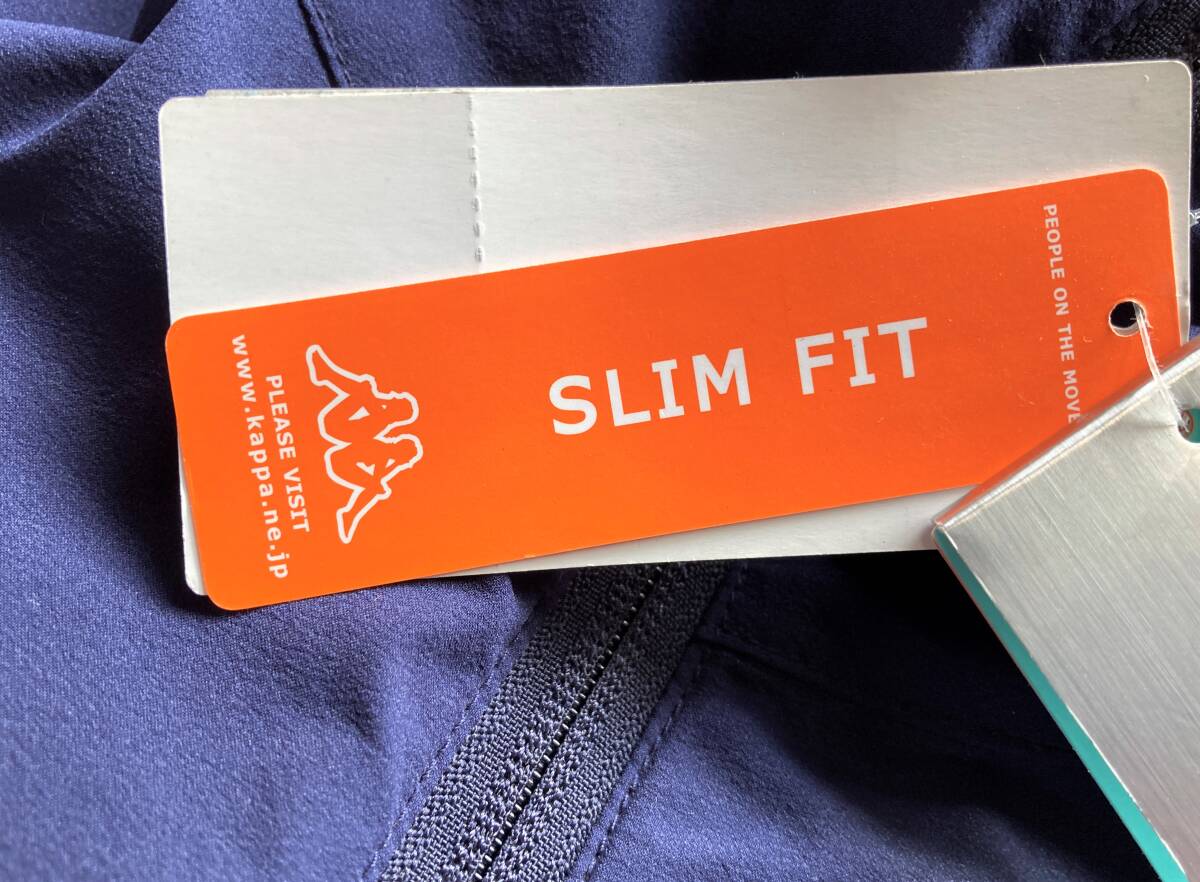 SLIM FIT
PEOPLE ON THE MOVE
PLEASE VISIT
www.kappa.ne.jp